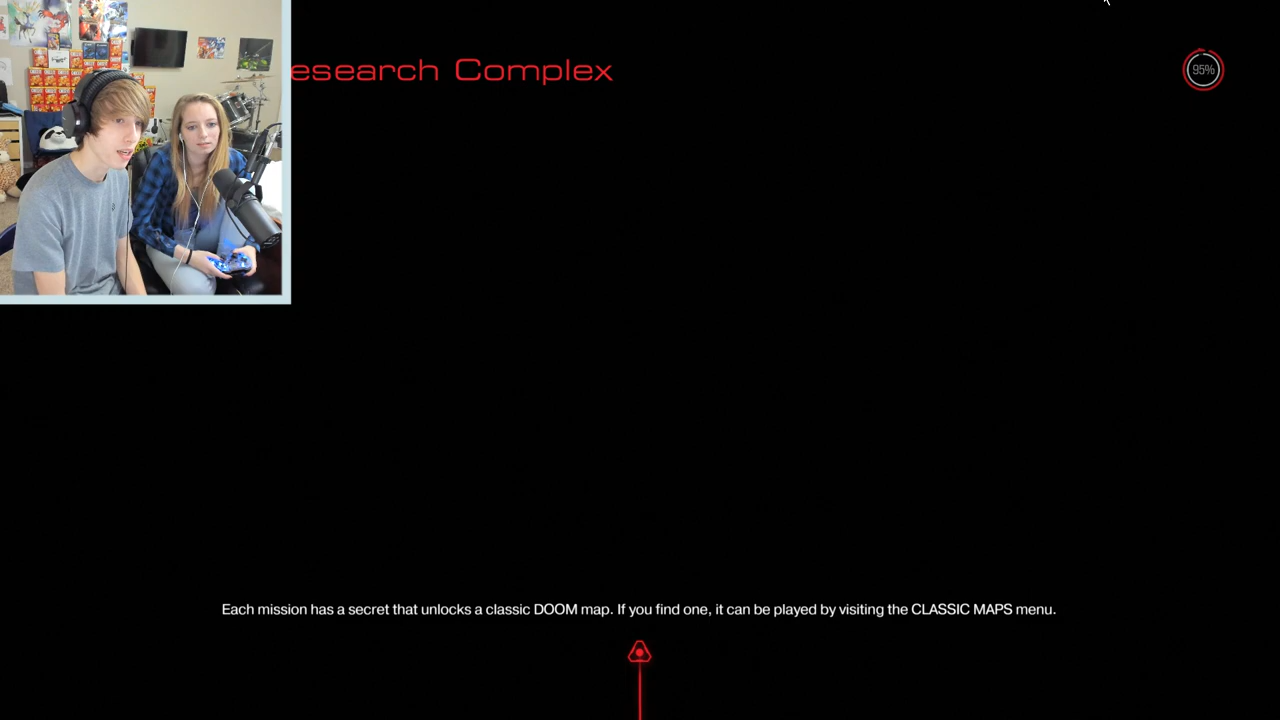 esearch Complex
95%
Each mission has a secret that unlocks a classic DOOM map. If you find one, it can be played by visiting the CLASSIC MAPS menu.